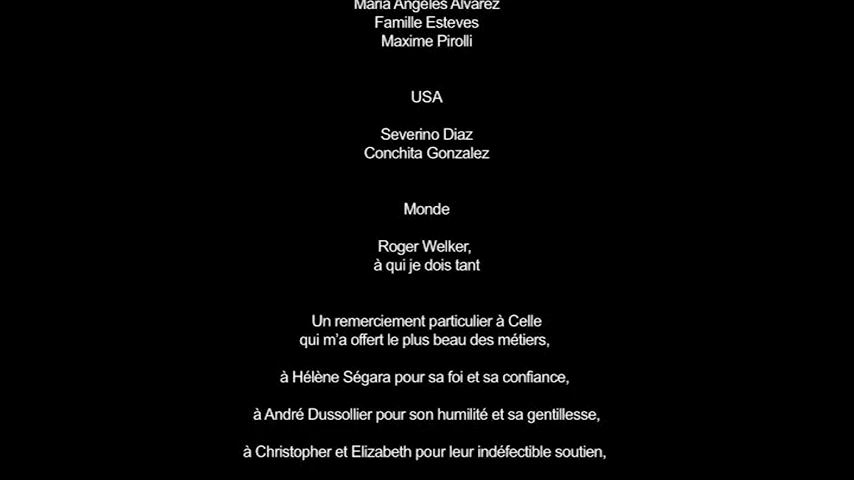 Maria Angeles Alvarez
Famille Esteves
Maxime Pirolli
USA
Severino Diaz
Conchita Gonzalez
Monde
Roger Welker,
à qui je dois tant
Un remerciement particulier à Celle
qui m'a offert le plus beau des métiers,
à Hélène Ségara pour sa foi et sa confiance,
à André Dussollier pour son humilité et sa gentillesse,
à Christopher et Elizabeth pour leur indéfectible soutien,